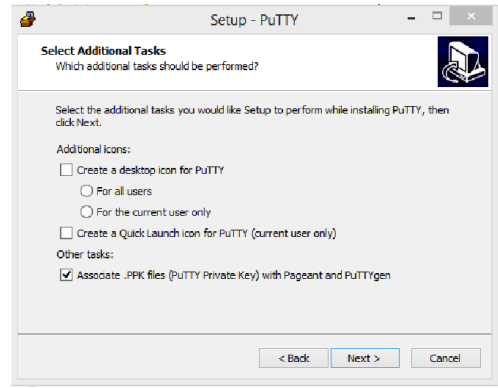 Setup - PuTTY
Select Additional Tasks
Which additional tasks should be performed?
Select the additional tasks you would like Setup to perform while installing PuTTY, then
click Next.
Additional icons:
Create a desktop icon for PuTTY
For all users
For the current user only
Create a Quick Launch icon for PuTTY (current user only)
Other tasks:
Associate .PPK files (PuTTY Private Key) with Pageant and PuTTYgen
< Back
Next >
Cancel